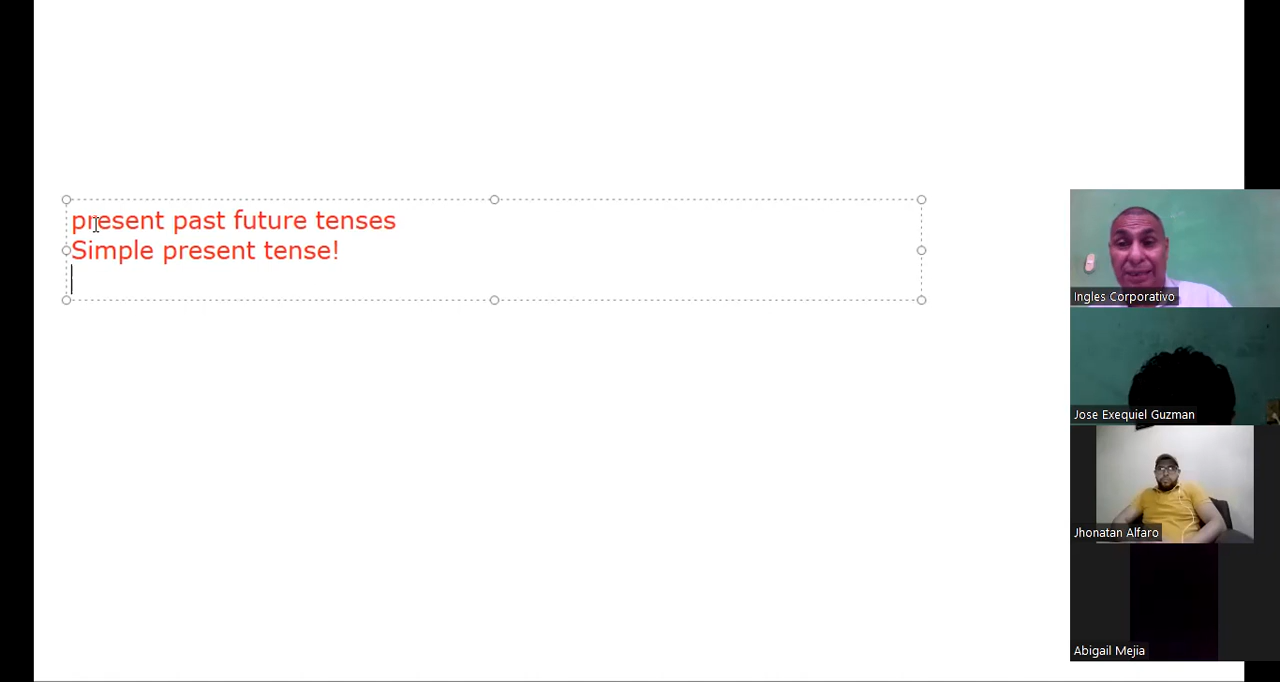 present past future tenses
Simple present tense!
Ingles Corporativo
Jose Exequiel Guzman
Jhonatan Alfaro
Abigail Mejia